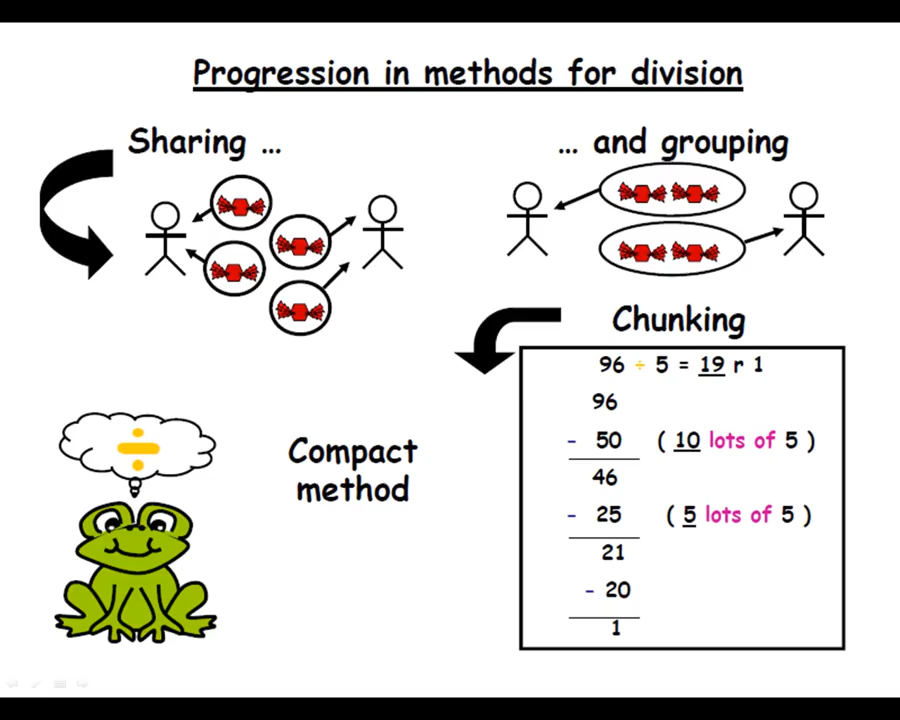 Progression in methods for division
Sharing ...
... and grouping
Chunking
96 ÷ 5 = 19 r 1
96
- 50 ( 10 lots of 5 )
46
- 25 ( 5 lots of 5 )
21
- 20
1
÷
Compact
method